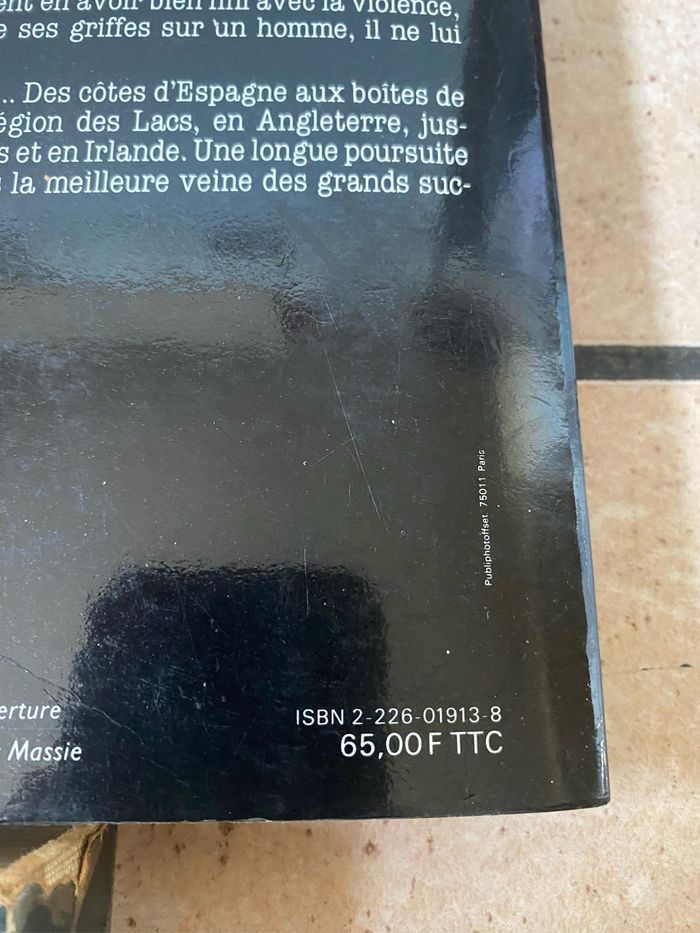 ent en avoir bien fini avec la violence,
e ses griffes sur un homme, il ne lui
... Des côtes d'Espagne aux boîtes de
égion des Lacs, en Angleterre, jus-
s et en Irlande. Une longue poursuite
s la meilleure veine des grands suc-
Publiphotoffset 75011 Paris
erture
Massie
ISBN 2-226-01913-8
65,00 F TTC